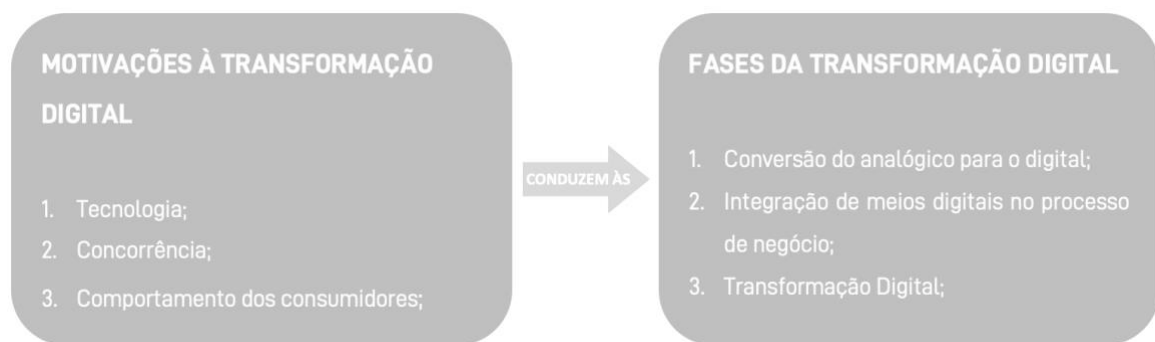 MOTIVAÇÕES À TRANSFORMAÇÃO
DIGITAL
1. Tecnologia;
2. Concorrência;
3. Comportamento dos consumidores;
CONDUZEM ÀS
FASES DA TRANSFORMAÇÃO DIGITAL
1. Conversão do analógico para o digital;
2. Integração de meios digitais no processo
de negócio;
3. Transformação Digital;